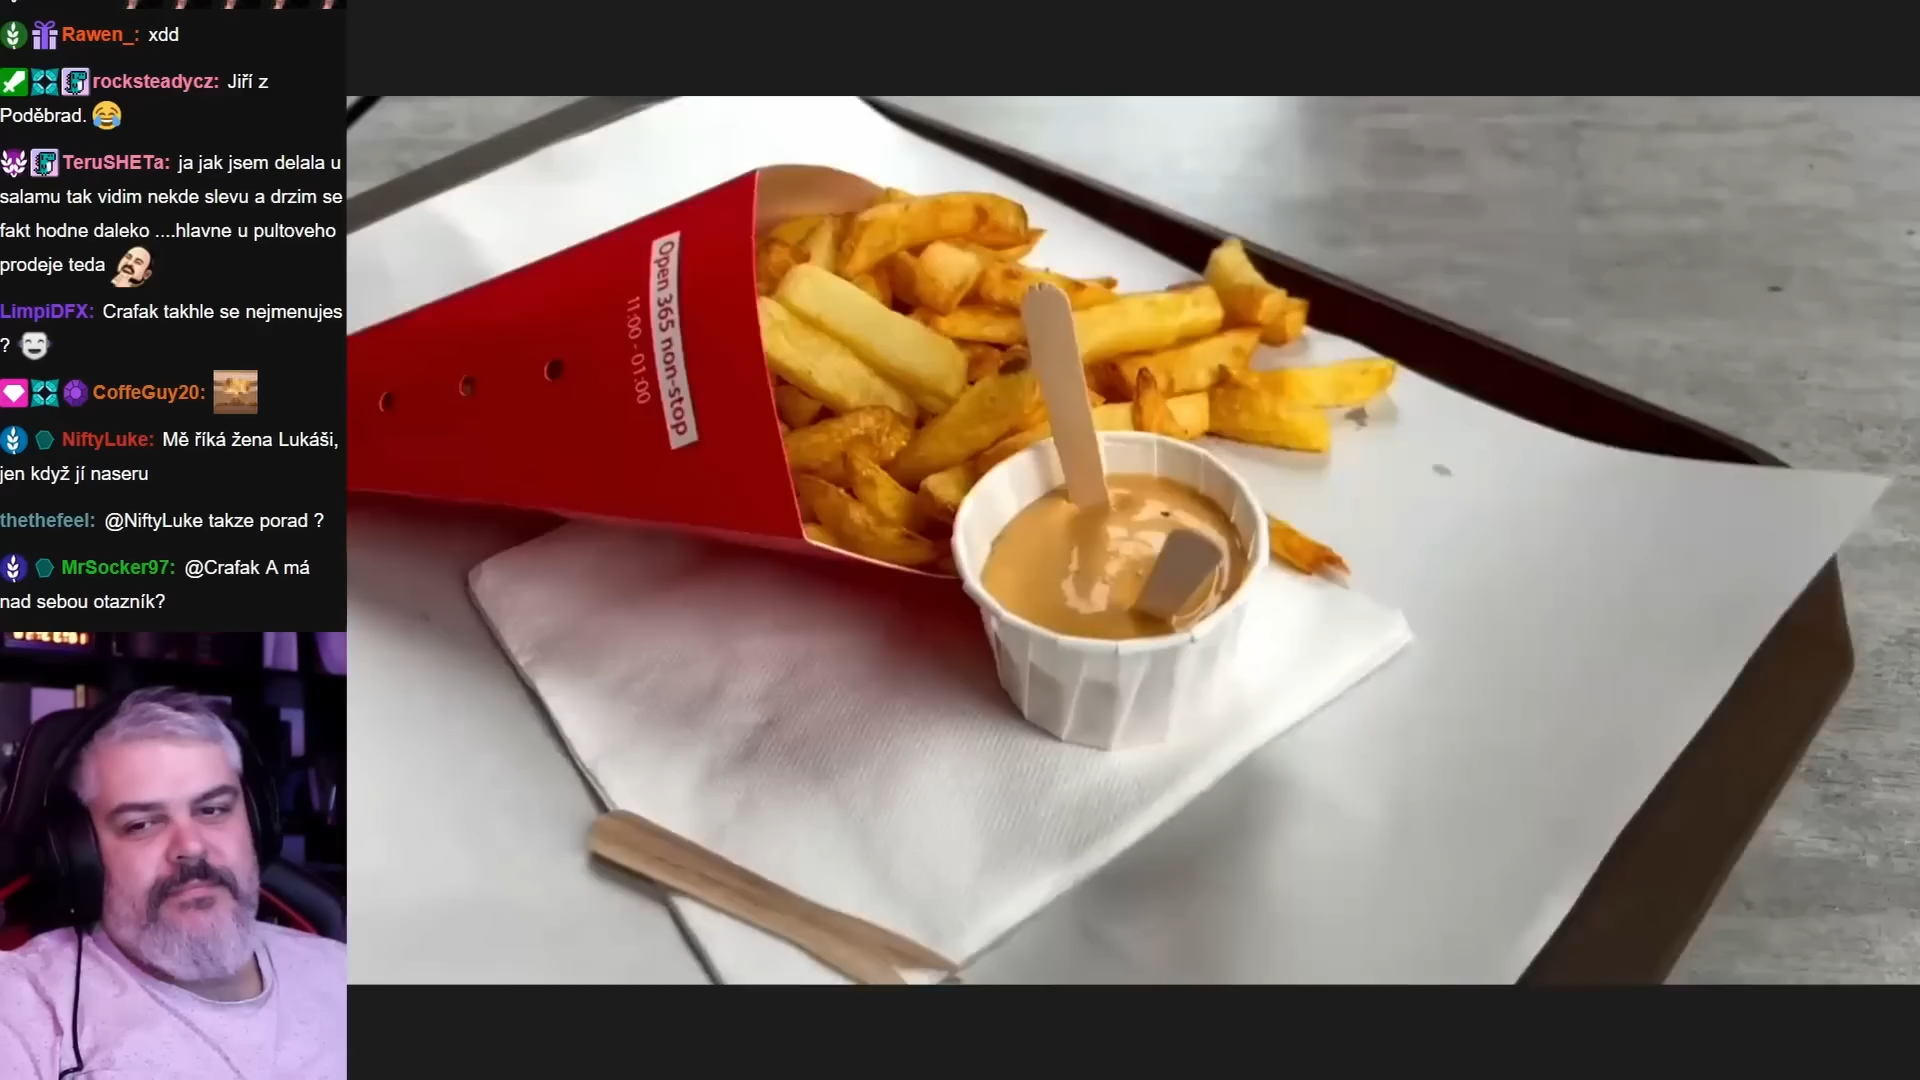 Rawen_: xdd
rocksteadycz: Jiří z
Poděbrad.
TeruSHETa: ja jak jsem delala u
salamu tak vidim nekde slevu a drzim se
fakt hodne daleko ....hlavne u pultoveho
prodeje teda
LimpiDFX: Crafak takhle se nejmenujes
?
CoffeGuy20:
NiftyLuke: Mě říká žena Lukáši,
jen když jí naseru
thethefeel: @NiftyLuke takze porad ?
MrSocker97: @Crafak A má
nad sebou otazník?
Open 365 non-stop
11:00 - 01:00